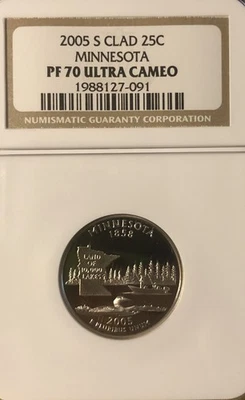 2005 S CLAD 25C
MINNESOTA
PF 70 ULTRA CAMEO
1988127-091
NUMISMATIC GUARANTY CORPORATION
MINNESOTA
1858
LAND OF
10,000
LAKES
2005
E PLURIBUS UNUM